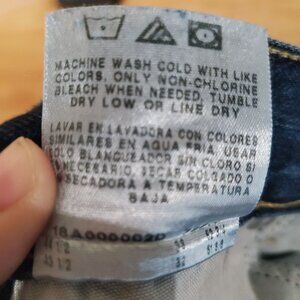 MACHINE WASH COLD WITH LIKE
COLORS, ONLY NON-CHLORINE
BLEACH WHEN NEEDED, TUMBLE
DRY LOW OR LINE DRY
LAVAR EN LAVADORA CON COLORES
SIMILARES EN AGUA FRIA, USAR
SOLO BLANQUEADOR SIN CLORO SI
NECESARIO, SECAR COLGADO O
SECADORA A TEMPERATURA
BAJA